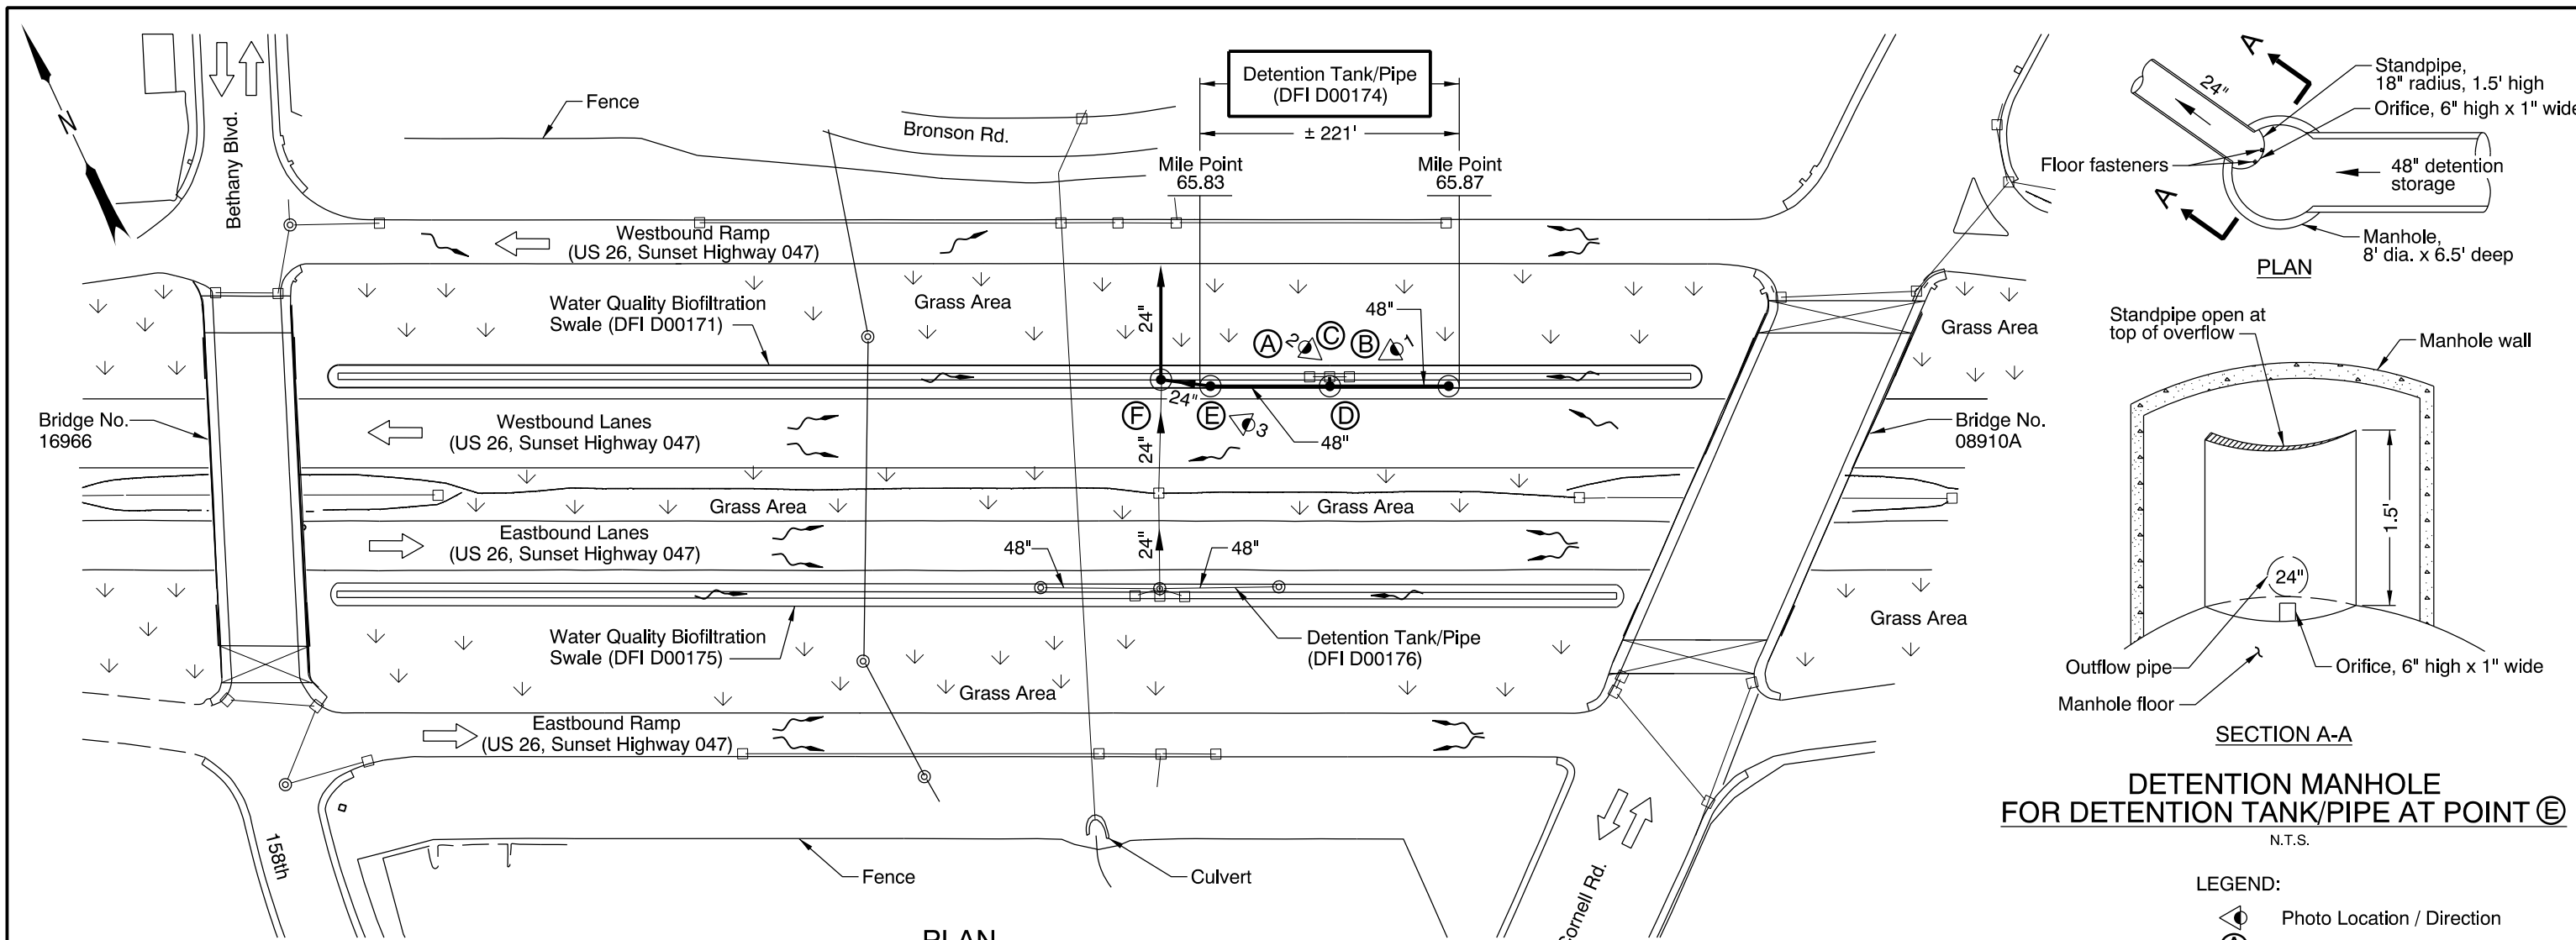 N
Bethany Blvd.
Fence
Bronson Rd.
Detention Tank/Pipe
(DFI D00174)
± 221'
Mile Point
65.83
Mile Point
65.87
Westbound Ramp
(US 26, Sunset Highway 047)
Water Quality Biofiltration
Swale (DFI D00171)
Grass Area
24"
48"
A
2
C
B
1
Grass Area
Bridge No.
16966
Westbound Lanes
(US 26, Sunset Highway 047)
24"
F
E
3
D
48"
24"
Bridge No.
08910A
Grass Area
Grass Area
Eastbound Lanes
(US 26, Sunset Highway 047)
48"
24"
48"
Water Quality Biofiltration
Swale (DFI D00175)
Detention Tank/Pipe
(DFI D00176)
Grass Area
Grass Area
Eastbound Ramp
(US 26, Sunset Highway 047)
158th
Fence
Culvert
Cornell Rd.
PLAN
A
24"
Standpipe,
18" radius, 1.5' high
Orifice, 6" high x 1" wide
Floor fasteners
48" detention
storage
A
Manhole,
8' dia. x 6.5' deep
PLAN
Standpipe open at
top of overflow
Manhole wall
1.5'
24"
Outflow pipe
Orifice, 6" high x 1" wide
Manhole floor
SECTION A-A
DETENTION MANHOLE
FOR DETENTION TANK/PIPE AT POINT E
N.T.S.
LEGEND:
Photo Location / Direction